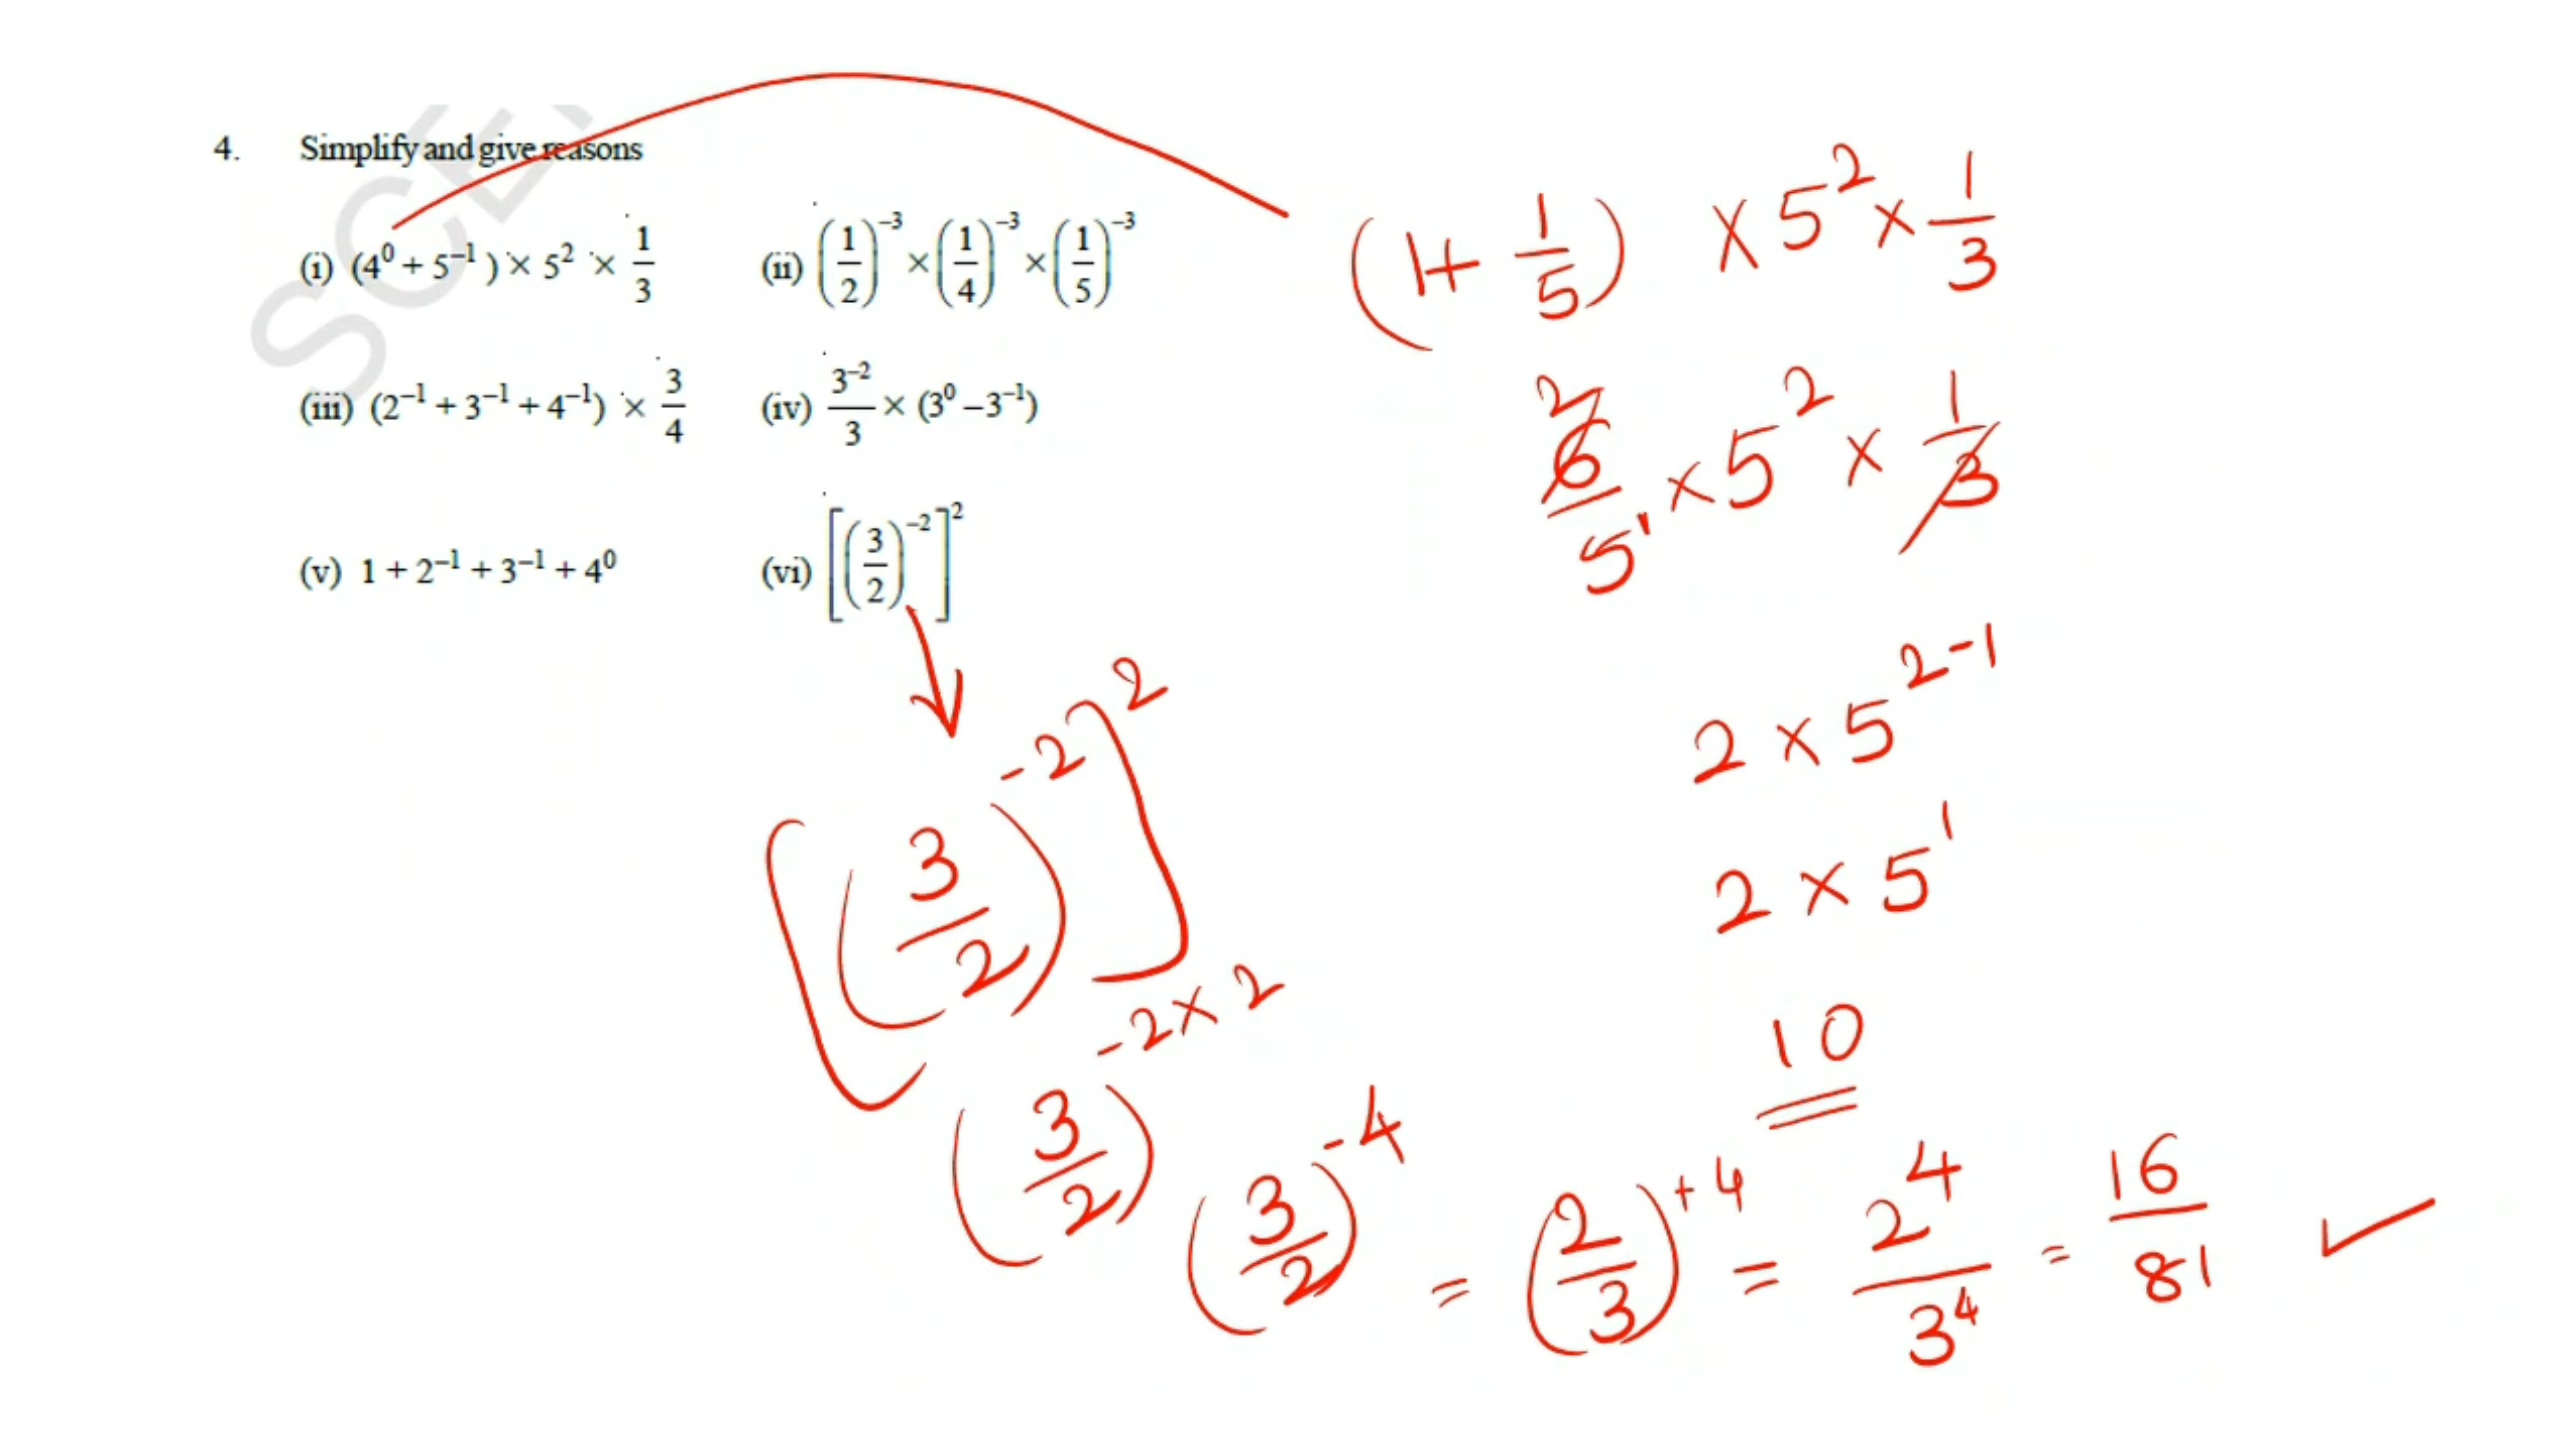 SCE
4. Simplify and give reasons
(i) (4⁰ + 5⁻¹) × 5² × 1/3 (ii) (1/2)⁻³ × (1/4)⁻³ × (1/5)⁻³
(iii) (2⁻¹ + 3⁻¹ + 4⁻¹) × 3/4 (iv) 3⁻²/3 × (3⁰ – 3⁻¹)
(v) 1 + 2⁻¹ + 3⁻¹ + 4⁰ (vi) [(3/2)⁻²]²
(1 + 1/5) × 5² × 1/3
2
6/5¹ × 5² × 1/3
2 × 5²⁻¹
2 × 5¹
10
[(3/2)⁻²]²
(3/2)⁻²ˣ²
(3/2)⁻⁴ = (2/3)⁺⁴ = 2⁴/3⁴ = 16/81 ✓